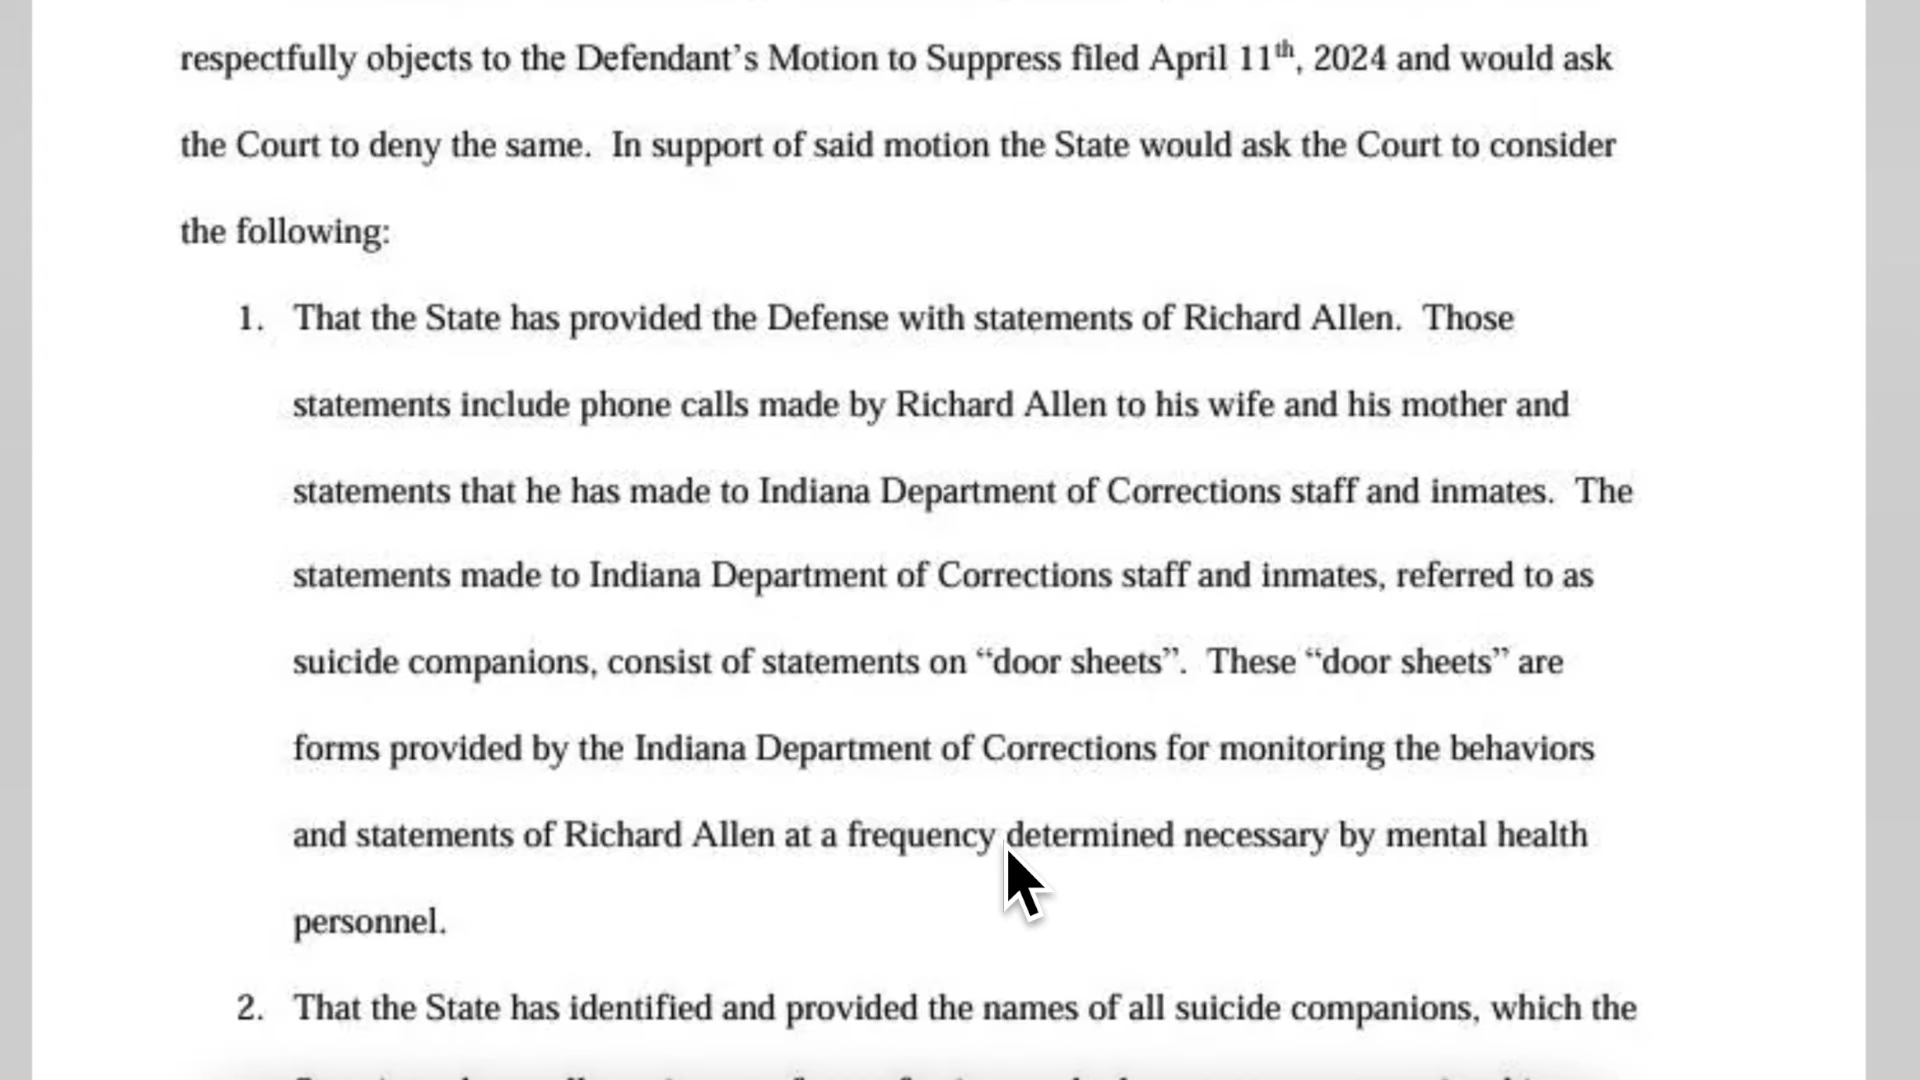 respectfully objects to the Defendant’s Motion to Suppress filed April 11th, 2024 and would ask
the Court to deny the same.  In support of said motion the State would ask the Court to consider
the following:
1. That the State has provided the Defense with statements of Richard Allen.  Those
statements include phone calls made by Richard Allen to his wife and his mother and
statements that he has made to Indiana Department of Corrections staff and inmates.  The
statements made to Indiana Department of Corrections staff and inmates, referred to as
suicide companions, consist of statements on “door sheets”.  These “door sheets” are
forms provided by the Indiana Department of Corrections for monitoring the behaviors
and statements of Richard Allen at a frequency determined necessary by mental health
personnel.
2. That the State has identified and provided the names of all suicide companions, which the